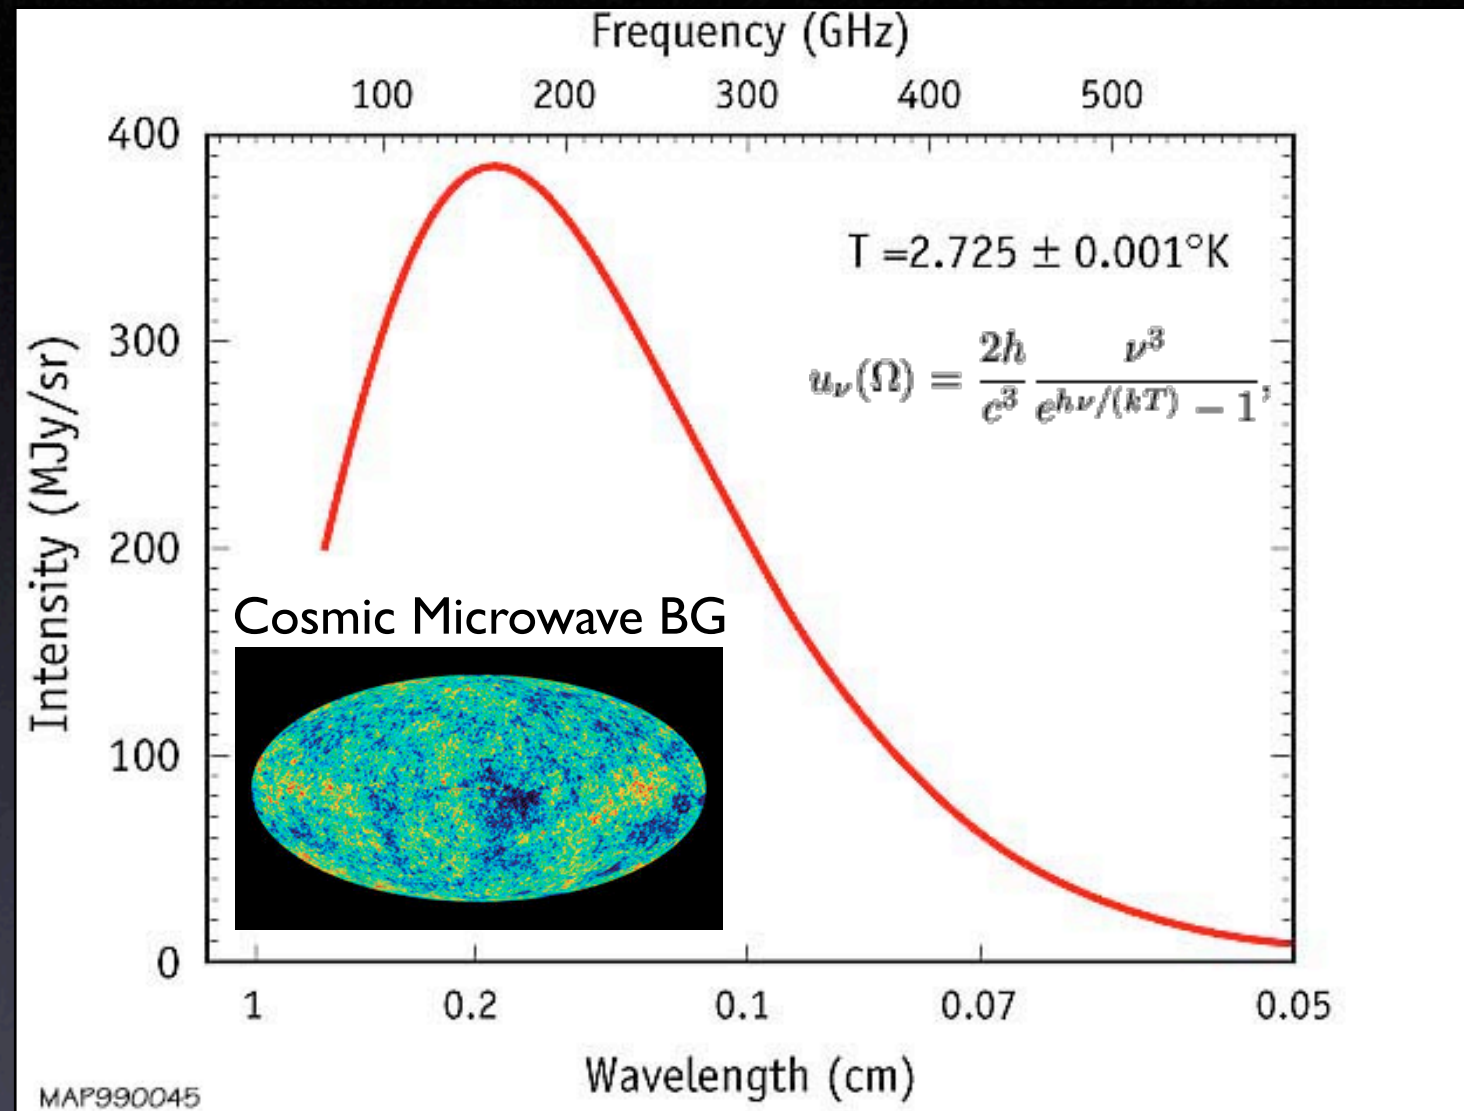 Frequency (GHz)
100 200 300 400 500
400
300
200
100
0
Intensity (MJy/sr)
T =2.725 ± 0.001°K
u_ν(Ω) = 2h/c³ ν³/(e^{hν/(kT)} − 1),
Cosmic Microwave BG
1 0.2 0.1 0.07 0.05
Wavelength (cm)
MAP990045